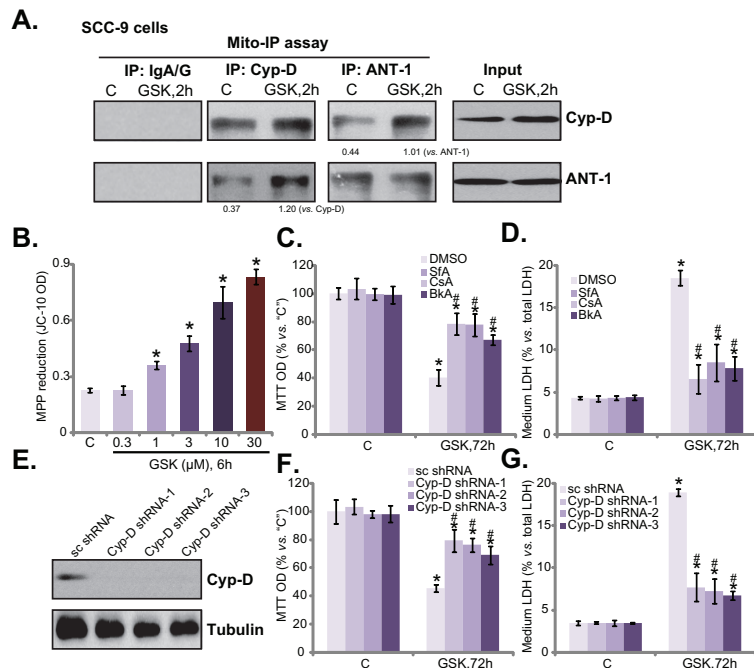 A.
SCC-9 cells
Mito-IP assay
IP: IgA/G IP: Cyp-D IP: ANT-1 Input
C GSK,2h C GSK,2h C GSK,2h C GSK,2h
Cyp-D
0.44 1.01 (vs. ANT-1)
ANT-1
0.37 1.20 (vs. Cyp-D)
B.
MPP reduction (JC-10 OD)
0.9
0.6
0.3
0
* * * *
C 0.3 1 3 10 30
GSK (µM), 6h
C.
MTT OD (% vs. “C”)
DMSO
SfA
CsA
BkA
120
100
80
60
40
20
0
* #* #* #*
C GSK,72h
D.
Medium LDH (% vs. total LDH)
DMSO
SfA
CsA
BkA
20
15
10
5
0
* #* #* #*
C GSK,72h
E.
sc shRNA
Cyp-D shRNA-1
Cyp-D shRNA-2
Cyp-D shRNA-3
Cyp-D
Tubulin
F.
MTT OD (% vs. “C”)
sc shRNA
Cyp-D shRNA-1
Cyp-D shRNA-2
Cyp-D shRNA-3
120
100
80
60
40
20
0
* #* #* #*
C GSK,72h
G.
Medium LDH (% vs. total LDH)
sc shRNA
Cyp-D shRNA-1
Cyp-D shRNA-2
Cyp-D shRNA-3
20
15
10
5
0
* #* #* #*
C GSK,72h